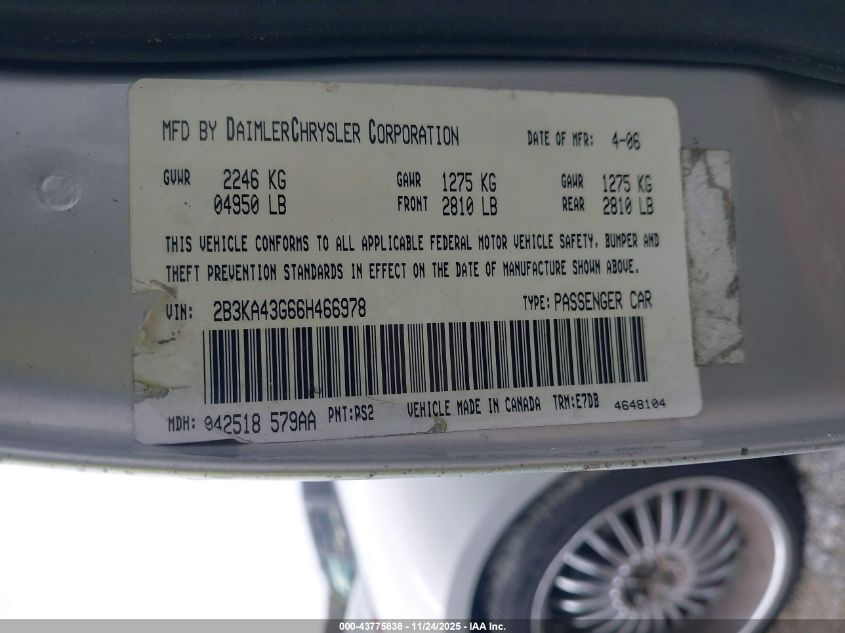 MFD BY DAIMLERCHRYSLER CORPORATION DATE OF MFR: 4-06
GVWR 2246 KG GAWR 1275 KG GAWR 1275 KG
04950 LB FRONT 2810 LB REAR 2810 LB
THIS VEHICLE CONFORMS TO ALL APPLICABLE FEDERAL MOTOR VEHICLE SAFETY, BUMPER AND
THEFT PREVENTION STANDARDS IN EFFECT ON THE DATE OF MANUFACTURE SHOWN ABOVE.
VIN: 2B3KA43G66H466978 TYPE: PASSENGER CAR
MDH: 042518 579AA PNT:RS2 VEHICLE MADE IN CANADA TRM:E7DB 4648104
000-43775838 - 11/24/2025 - IAA Inc.